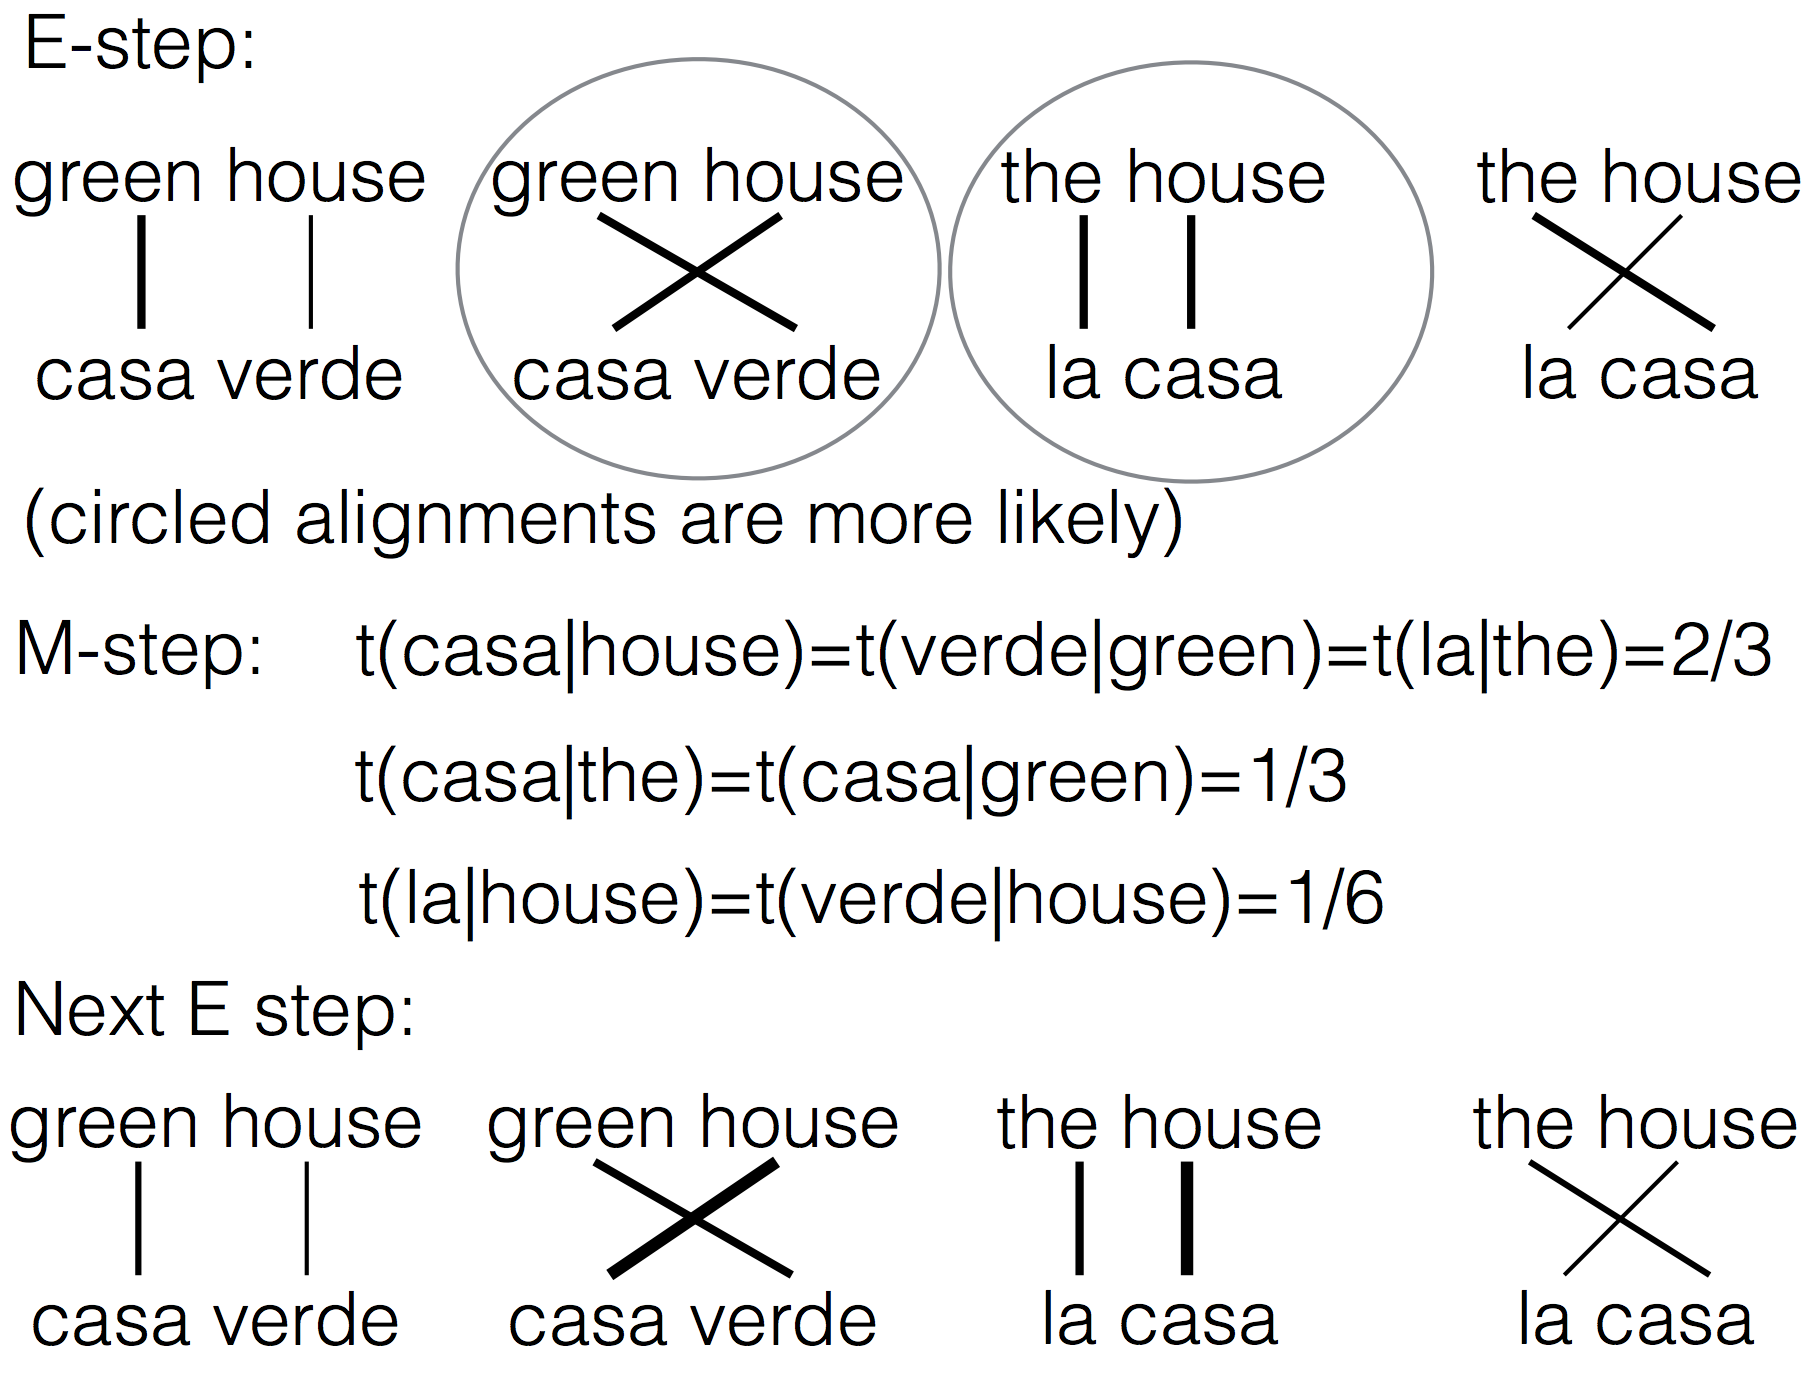 E-step:
green house green house the house the house
casa verde casa verde la casa la casa
(circled alignments are more likely)
M-step: t(casa|house)=t(verde|green)=t(la|the)=2/3
t(casa|the)=t(casa|green)=1/3
t(la|house)=t(verde|house)=1/6
Next E step:
green house green house the house the house
casa verde casa verde la casa la casa